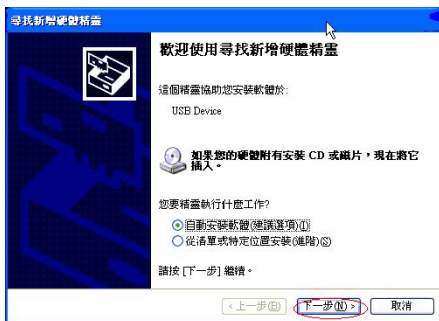 尋找新增硬體精靈
歡迎使用尋找新增硬體精靈
這個精靈協助您安裝軟體於:
USB Device
如果您的硬體附有安裝 CD 或磁片，現在將它
插入。
您要精靈執行什麼工作?
自動安裝軟體(建議選項)(I)
從清單或特定位置安裝(進階)(S)
請按 [下一步] 繼續。
<上一步(B) 下一步(N)> 取消